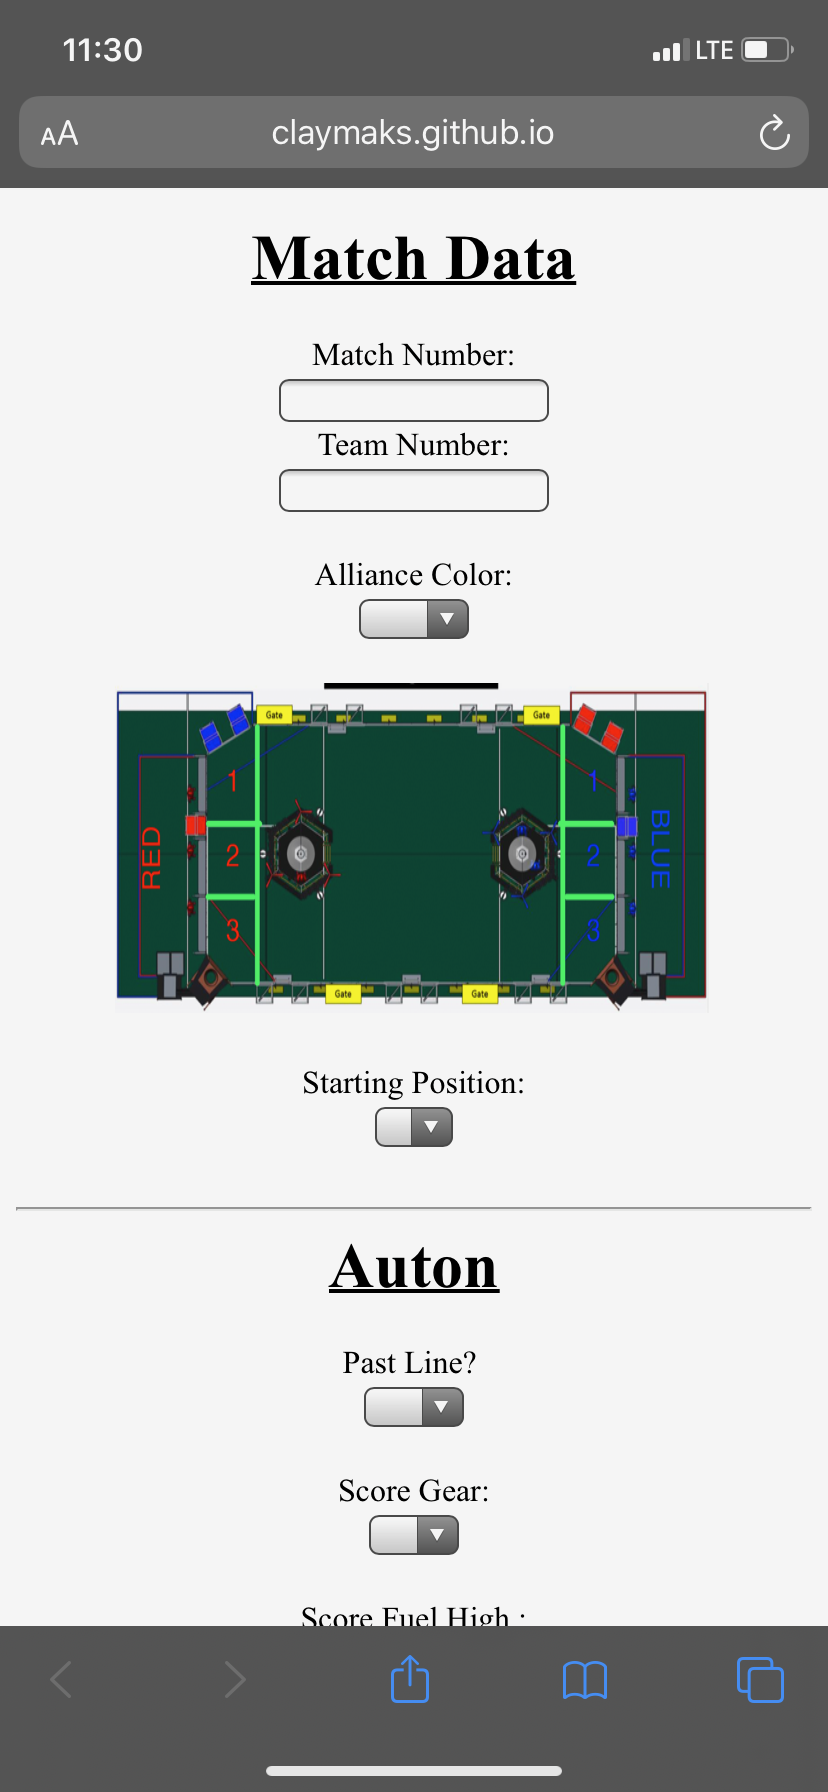 11:30
LTE
AA
claymaks.github.io
Match Data
Match Number:
Team Number:
Alliance Color:
Gate
Gate
1
1
RED
2
2
BLUE
3
3
Gate
Gate
Starting Position:
Auton
Past Line?
Score Gear:
Score Fuel High :